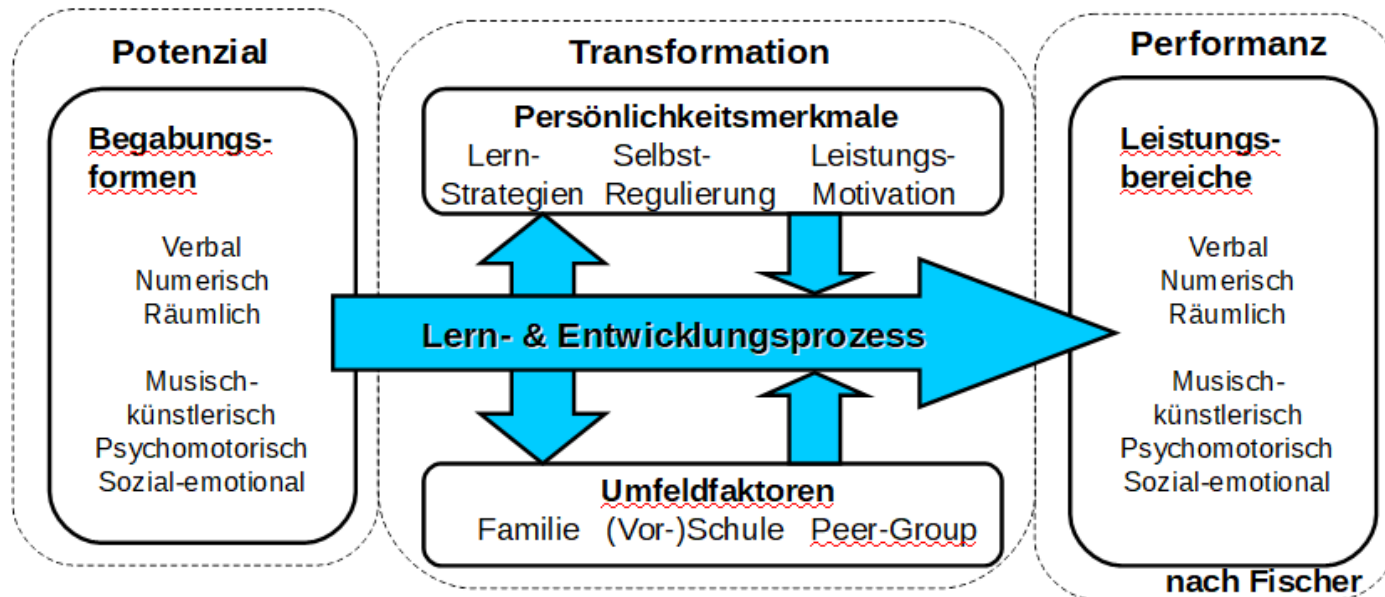 Potenzial
Begabungs-
formen
Verbal
Numerisch
Räumlich
Musisch-
künstlerisch
Psychomotorisch
Sozial-emotional
Transformation
Persönlichkeitsmerkmale
Lern- Selbst- Leistungs-
Strategien Regulierung Motivation
Lern- & Entwicklungsprozess
Umfeldfaktoren
Familie (Vor-)Schule Peer-Group
Performanz
Leistungs-
bereiche
Verbal
Numerisch
Räumlich
Musisch-
künstlerisch
Psychomotorisch
Sozial-emotional
nach Fischer